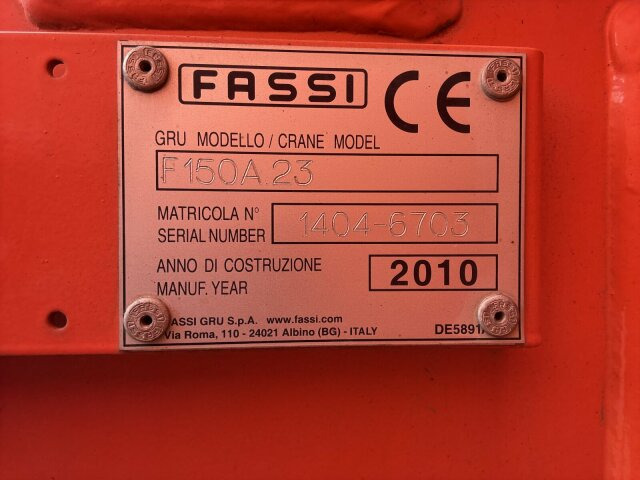 FASSI CE
GRU MODELLO / CRANE MODEL
F150A.23
MATRICOLA N°
SERIAL NUMBER
1404-6703
ANNO DI COSTRUZIONE
MANUF. YEAR
2010
FASSI GRU S.p.A. www.fassi.com
Via Roma, 110 - 24021 Albino (BG) - ITALY
DE5891